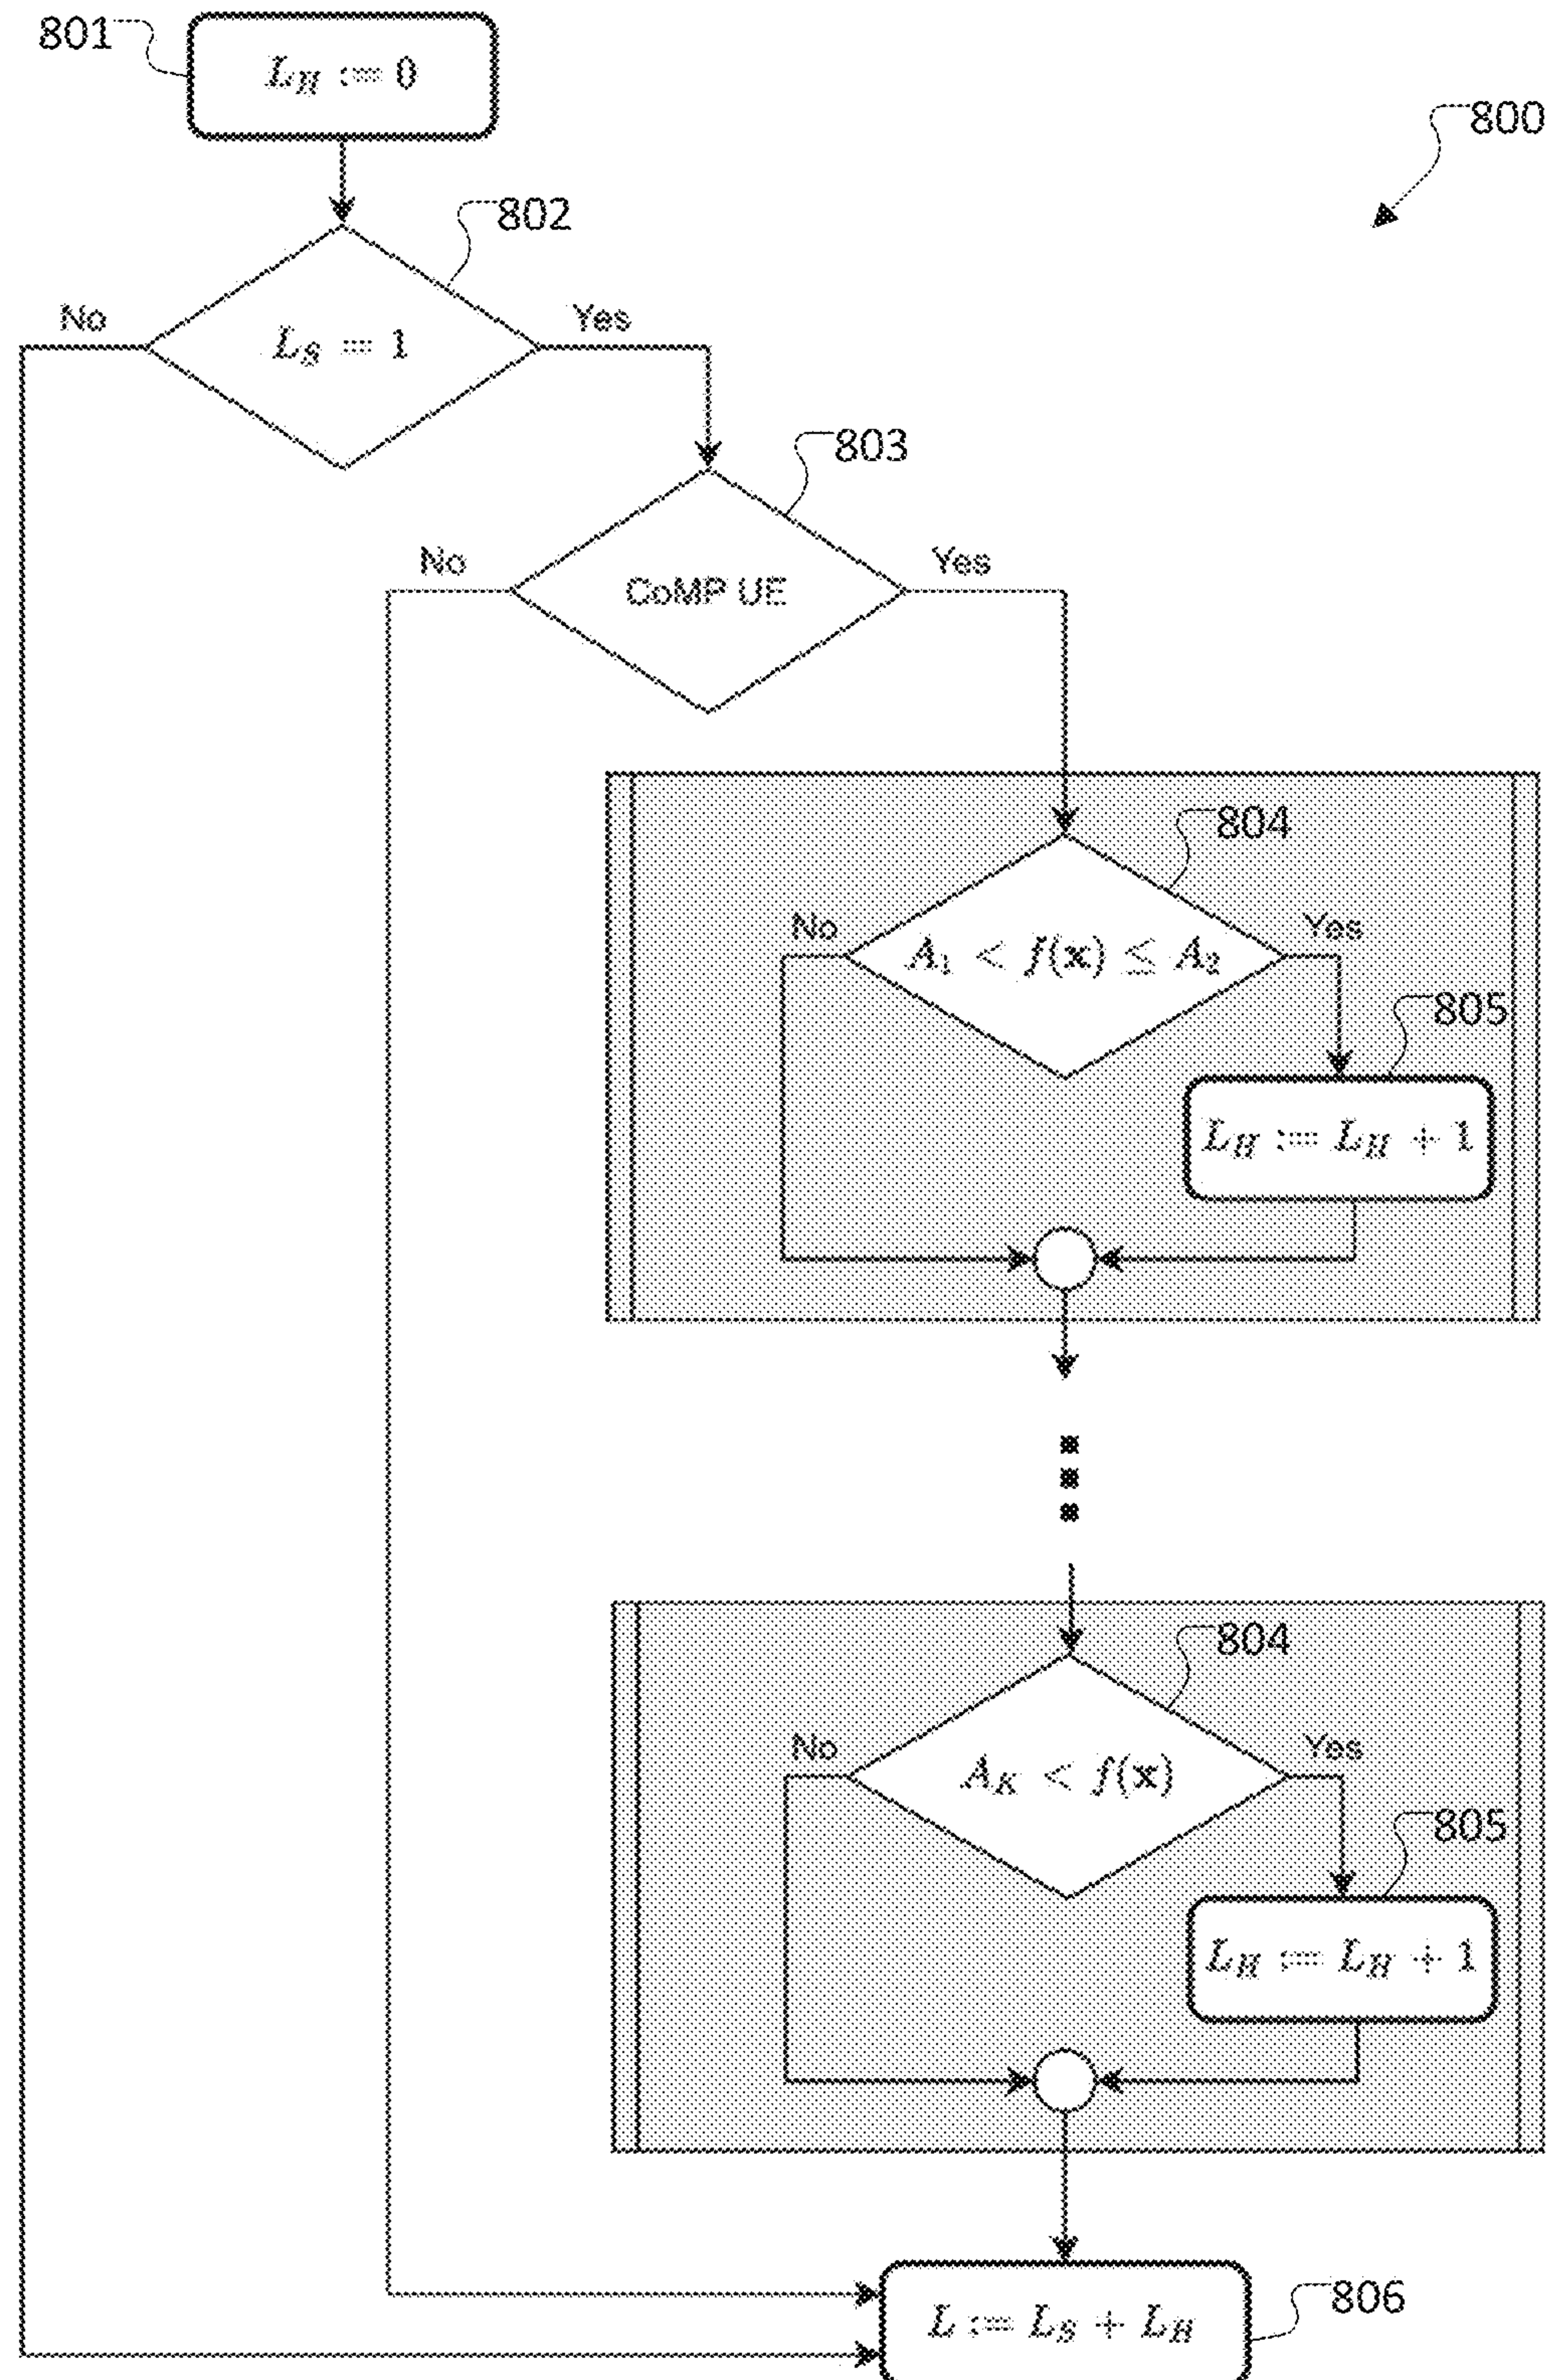 801
L_H := 0
800
802
No
Yes
L_S = 1
803
No
Yes
CoMP UE
804
No
Yes
A_1 < f(x) ≤ A_2
805
L_H := L_H + 1
804
No
Yes
A_K < f(x)
805
L_H := L_H + 1
806
L := L_S + L_H